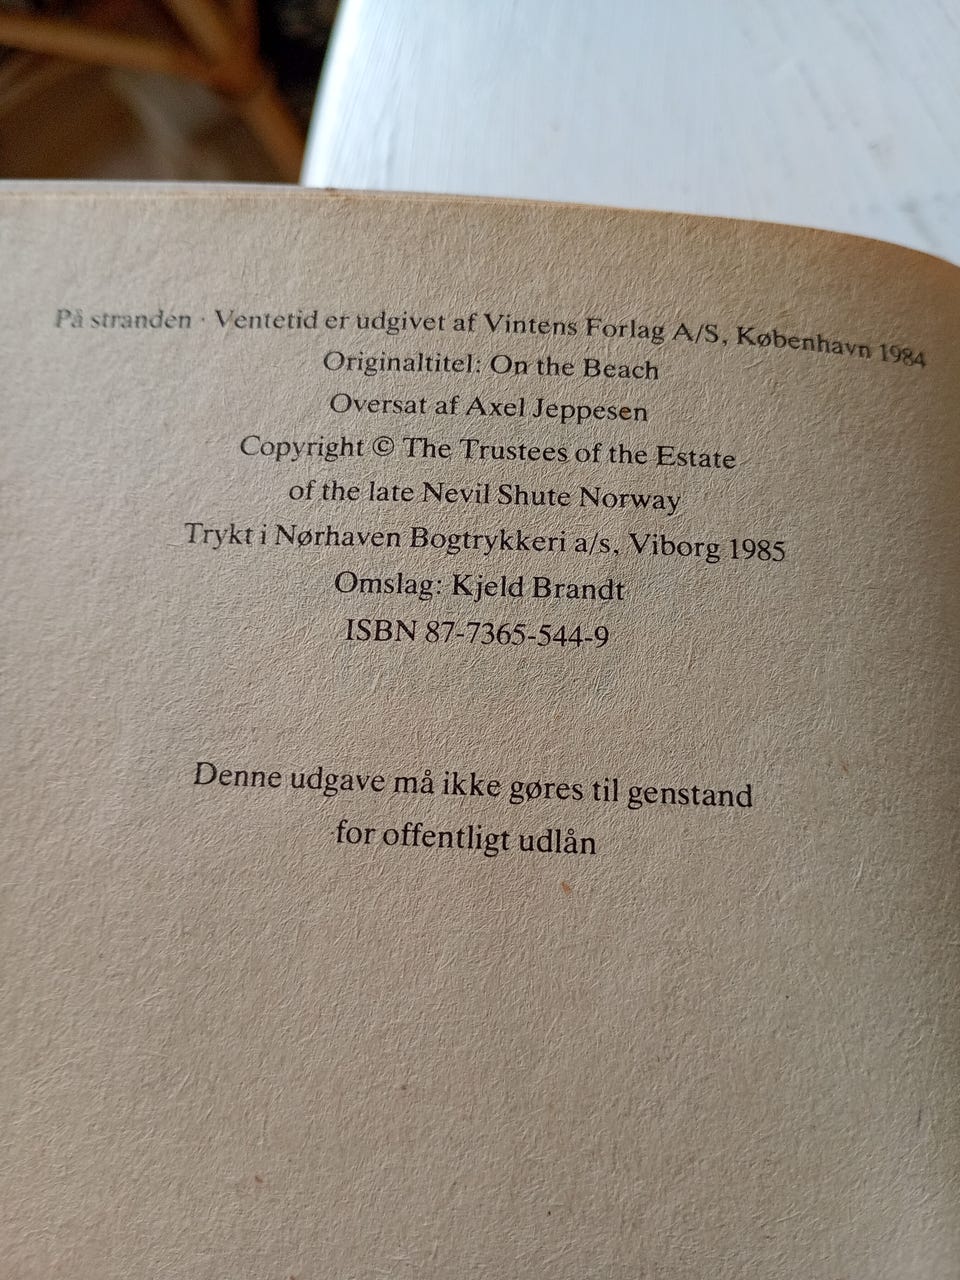 På stranden · Ventetid er udgivet af Vintens Forlag A/S, København 1984
Originaltitel: On the Beach
Oversat af Axel Jeppesen
Copyright © The Trustees of the Estate
of the late Nevil Shute Norway
Trykt i Nørhaven Bogtrykkeri a/s, Viborg 1985
Omslag: Kjeld Brandt
ISBN 87-7365-544-9
Denne udgave må ikke gøres til genstand
for offentligt udlån